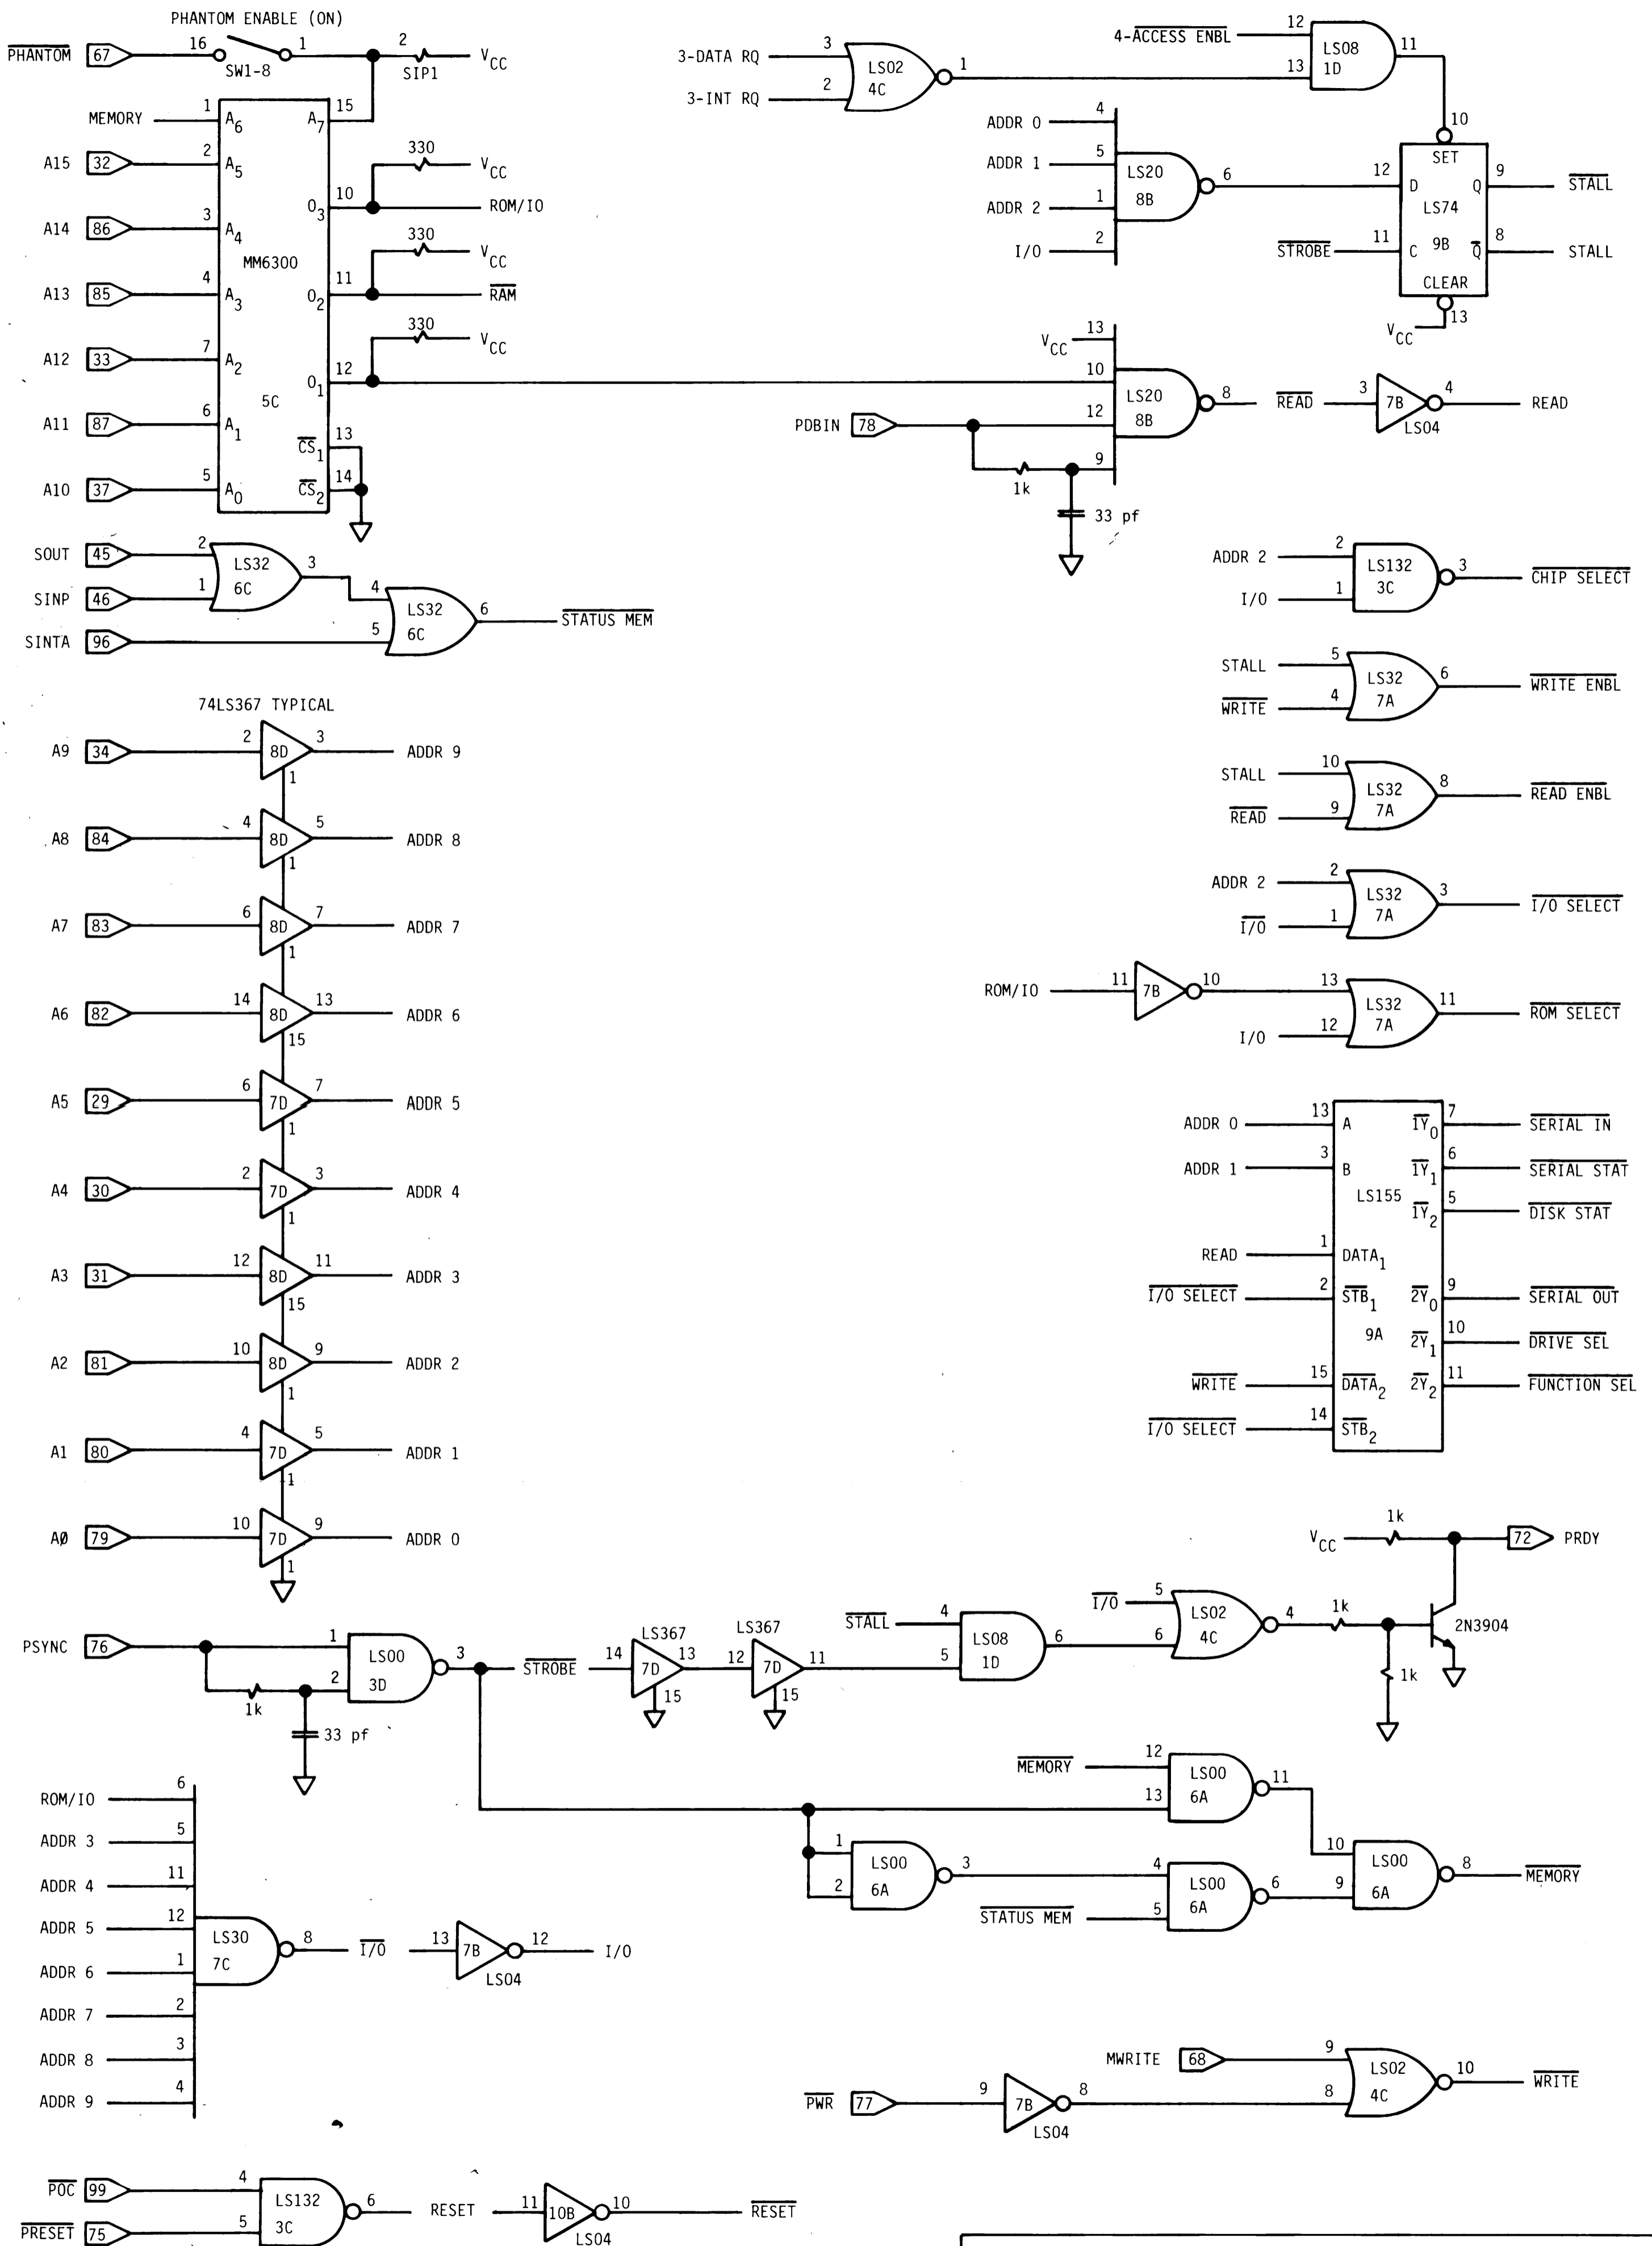 PHANTOM ENABLE (ON)
PHANTOM 67 16 1 2 VCC
SW1-8 SIP1
MEMORY 1 A6 A7 15
A15 32 2 A5 330 VCC
10 O3 ROM/IO
A14 86 3 A4 330 VCC
MM6300
A13 85 4 A3 O2 11 RAM
330 VCC
A12 33 7 A2 O1 12
5C
A11 87 6 A1 CS1 13
A10 37 5 A0 CS2 14
3-DATA RQ 3 LS02 4C 1
3-INT RQ 2
4-ACCESS ENBL 12 LS08 1D 11
13
ADDR 0 4
ADDR 1 5 LS20 8B 6
ADDR 2 1
I/O 2
10 SET
12 D Q 9 STALL
LS74
STROBE 11 C 9B Q 8 STALL
CLEAR
VCC 13
VCC 13
10 LS20 8B 8 READ 3 7B 4 READ
LS04
PDBIN 78 12
1k 9
33 pf
SOUT 45 2 LS32 6C 3
SINP 46 1
4 LS32 6C 6 STATUS MEM
SINTA 96 5
ADDR 2 2 LS132 3C 3 CHIP SELECT
I/O 1
STALL 5 LS32 7A 6 WRITE ENBL
WRITE 4
STALL 10 LS32 7A 8 READ ENBL
READ 9
ADDR 2 2 LS32 7A 3 I/O SELECT
I/O 1
ROM/IO 11 7B 10 13 LS32 7A 11 ROM SELECT
I/O 12
74LS367 TYPICAL
A9 34 2 8D 3 ADDR 9
1
A8 84 4 8D 5 ADDR 8
1
A7 83 6 8D 7 ADDR 7
1
A6 82 14 8D 13 ADDR 6
15
A5 29 6 7D 7 ADDR 5
1
A4 30 2 7D 3 ADDR 4
1
A3 31 12 8D 11 ADDR 3
15
A2 81 10 8D 9 ADDR 2
1
A1 80 4 7D 5 ADDR 1
1
AØ 79 10 7D 9 ADDR 0
1
ADDR 0 13 A 1Y0 7 SERIAL IN
ADDR 1 3 B 1Y1 6 SERIAL STAT
LS155
1Y2 5 DISK STAT
READ 1 DATA1
I/O SELECT 2 STB1 2Y0 9 SERIAL OUT
9A
2Y1 10 DRIVE SEL
WRITE 15 DATA2 2Y2 11 FUNCTION SEL
I/O SELECT 14 STB2
VCC 1k 72 PRDY
PSYNC 76 1 LS00 3D 3 STROBE 14 LS367 7D 13 12 LS367 7D 11
2 15 15
1k
33 pf
STALL 4 LS08 1D 6
5
I/O 5 LS02 4C 4 1k 2N3904
6
1k
MEMORY 12 LS00 6A 11
13
1 LS00 6A 3
2
4 LS00 6A 6
STATUS MEM 5
10 LS00 6A 8 MEMORY
9
ROM/IO 6
ADDR 3 5
ADDR 4 11
ADDR 5 12
LS30 7C 8 I/O 13 7B 12 I/O
LS04
ADDR 6 1
ADDR 7 2
ADDR 8 3
ADDR 9 4
MWRITE 68 9 LS02 4C 10 WRITE
PWR 77 9 7B 8 8
LS04
POC 99 4 LS132 3C 6 RESET 11 10B 10 RESET
PRESET 75 5 LS04